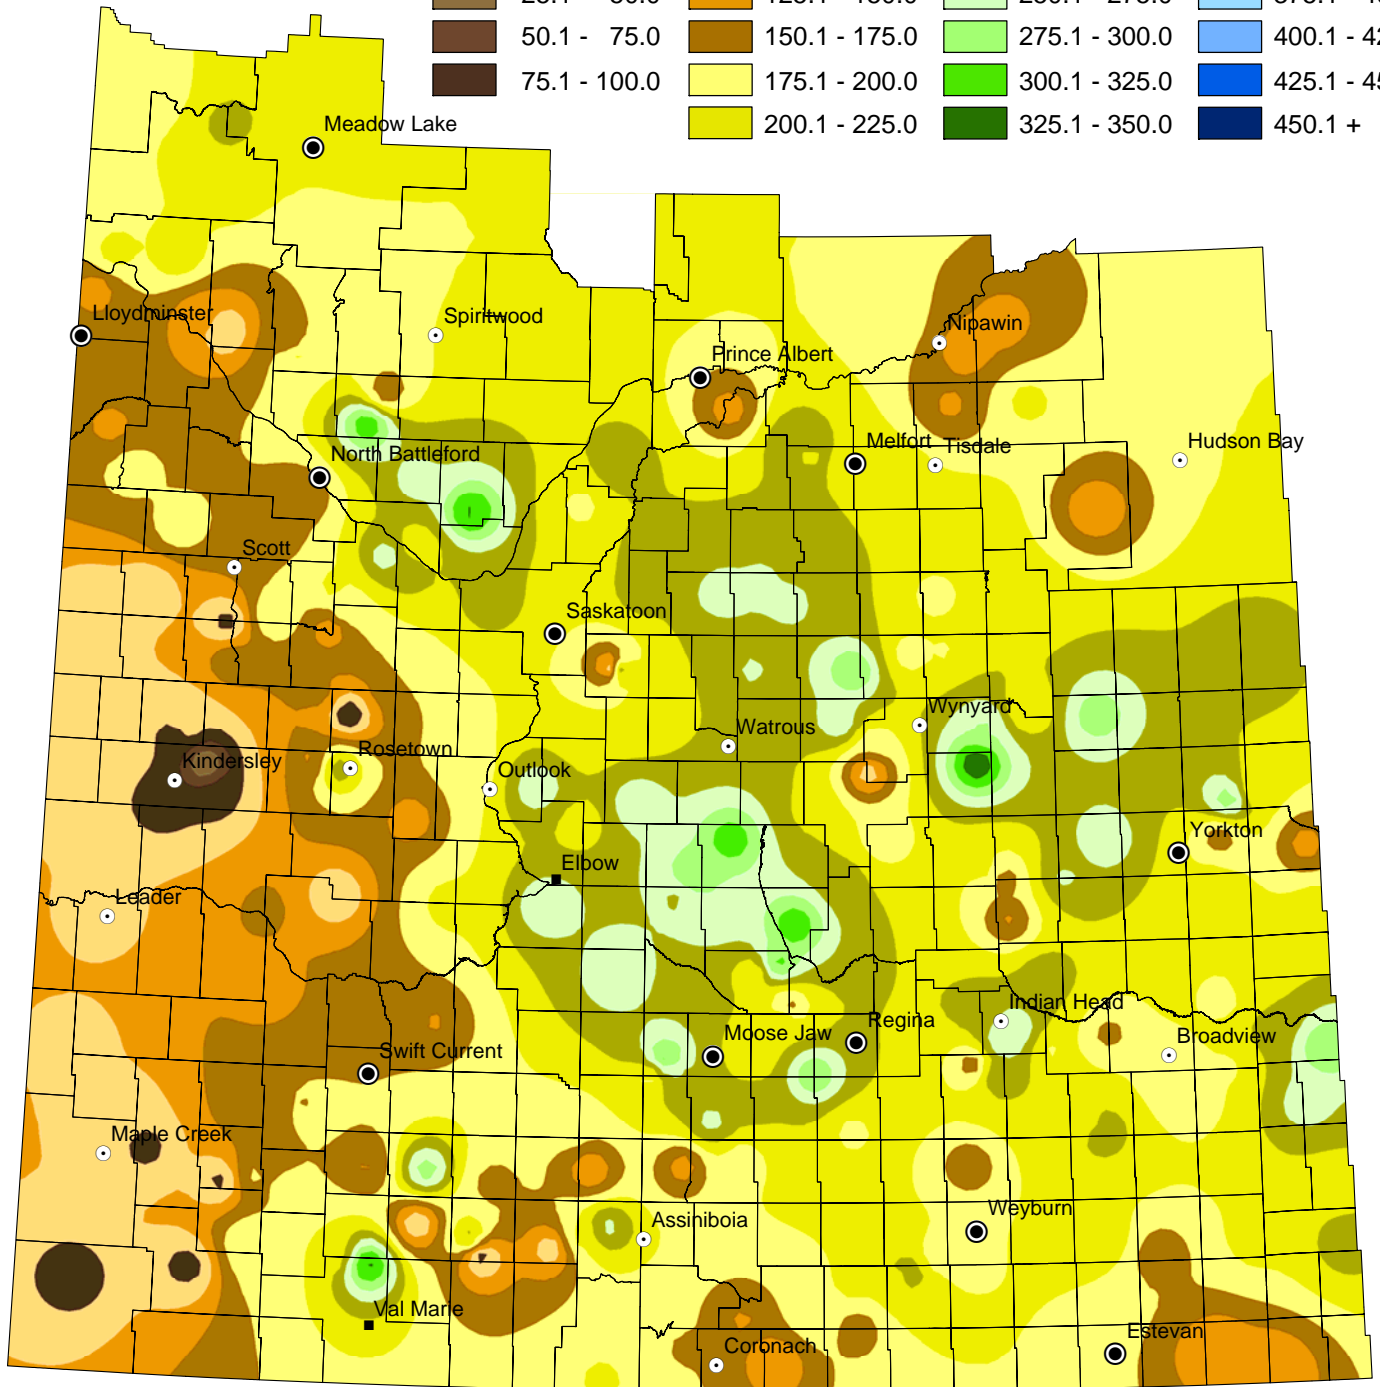 50.1 - 75.0 150.1 - 175.0 275.1 - 300.0
75.1 - 100.0 175.1 - 200.0 300.1 - 325.0
200.1 - 225.0 325.1 - 350.0 450.1 +
Meadow Lake
Lloydminster
Spiritwood
Nipawin
Prince Albert
Melfort
Tisdale
Hudson Bay
North Battleford
Scott
Saskatoon
Wynyard
Watrous
Rosetown
Kindersley
Outlook
Yorkton
Elbow
Leader
Indian Head
Regina
Moose Jaw
Broadview
Swift Current
Maple Creek
Weyburn
Assiniboia
Val Marie
Estevan
Coronach